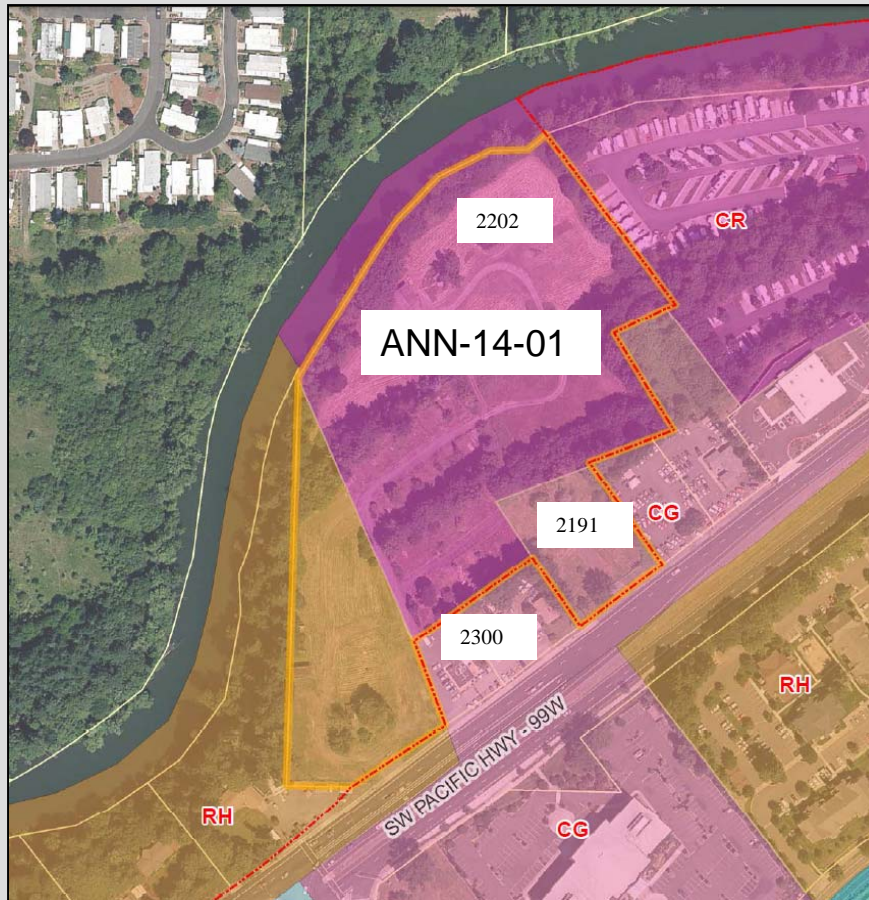 2202
CR
ANN-14-01
2191
CG
2300
RH
SW PACIFIC HWY - 99W
RH
CG